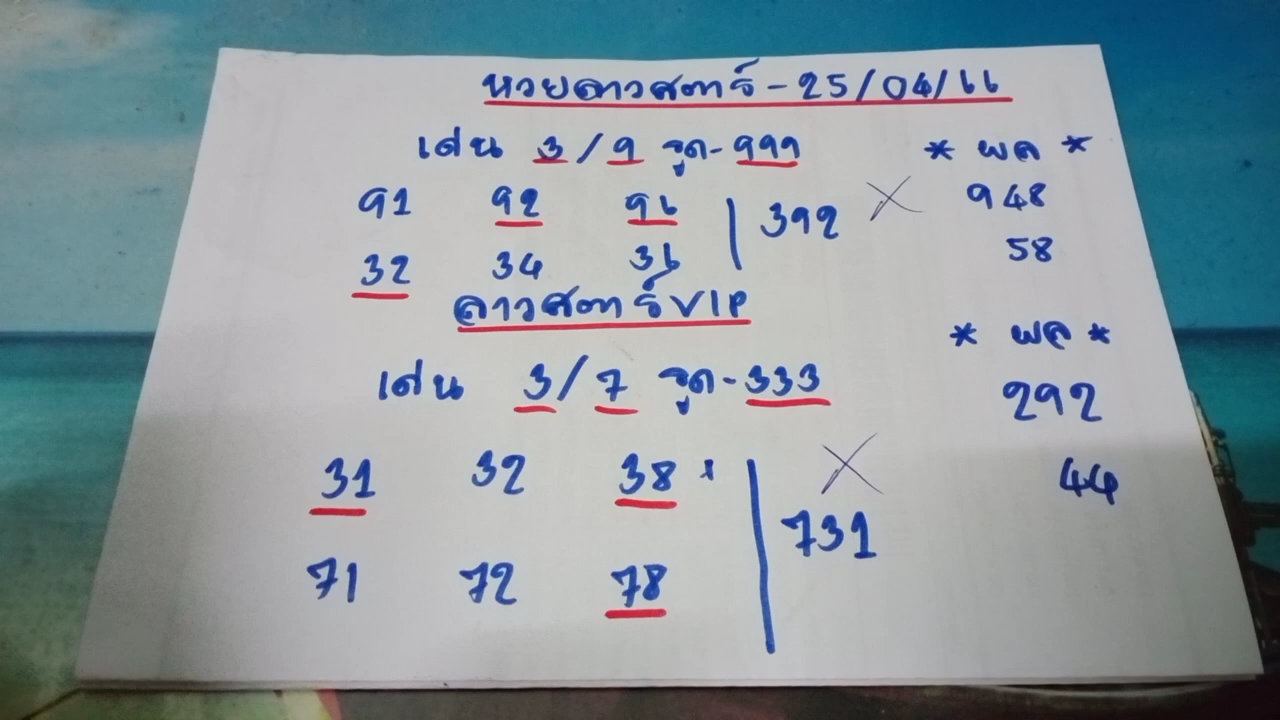 หวยลาวสตาร์ - 25/04/66
เด่น 3/9 รูด - 999
* ผล *
91 92 96 | 392 X 948
32 34 36 58
ลาวสตาร์ VIP
* ผล *
เด่น 3/7 รูด - 333
292
31 32 38 X
44
71 72 78 | 731